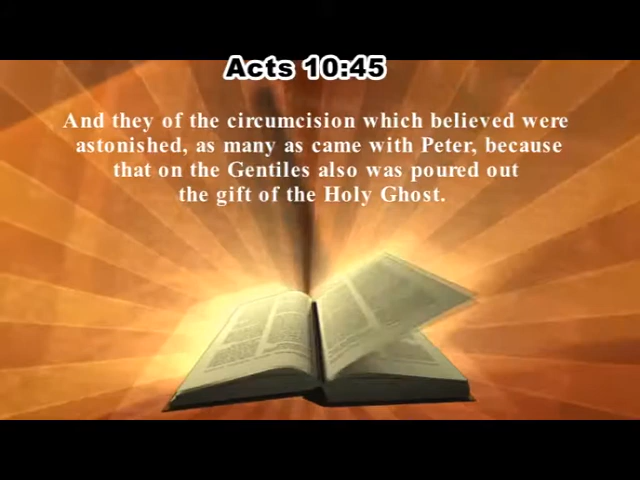 Acts 10:45
And they of the circumcision which believed were
astonished, as many as came with Peter, because
that on the Gentiles also was poured out
the gift of the Holy Ghost.